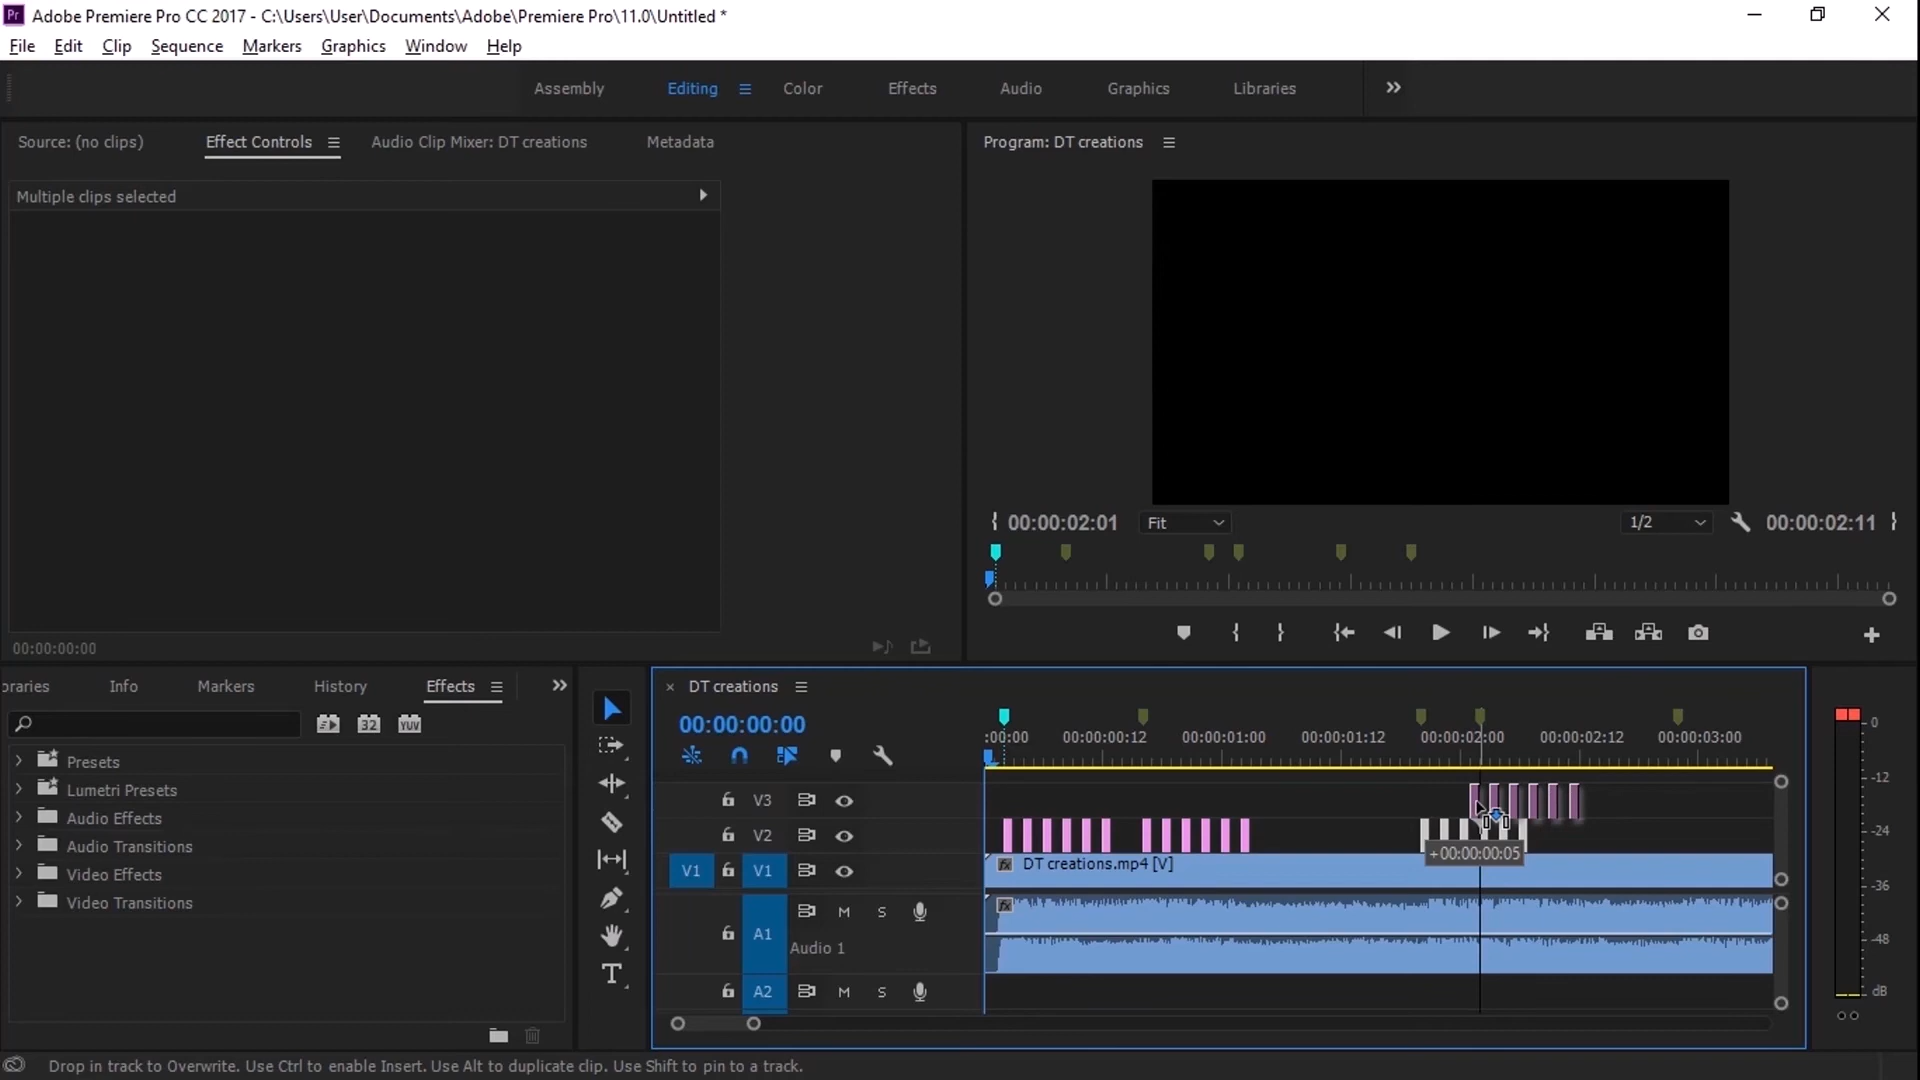 Pr Adobe Premiere Pro CC 2017 - C:\Users\User\Documents\Adobe\Premiere Pro\11.0\Untitled *
File Edit Clip Sequence Markers Graphics Window Help
Assembly Editing Color Effects Audio Graphics Libraries
Source: (no clips) Effect Controls Audio Clip Mixer: DT creations Metadata
Program: DT creations
Multiple clips selected
00:00:02:01 Fit 1/2 00:00:02:11
00:00:00:00
oraries Info Markers History Effects
32 YUV
Presets
Lumetri Presets
Audio Effects
Audio Transitions
Video Effects
Video Transitions
× DT creations
00:00:00:00
:00:00 00:00:00:12 00:00:01:00 00:00:01:12 00:00:02:00 00:00:02:12 00:00:03:00
V3
V2
+00:00:00:05
V1 V1 fx DT creations.mp4 [V]
fx
M S
A1
Audio 1
A2 M S
0
-12
-24
-36
-48
dB
Drop in track to Overwrite. Use Ctrl to enable Insert. Use Alt to duplicate clip. Use Shift to pin to a track.